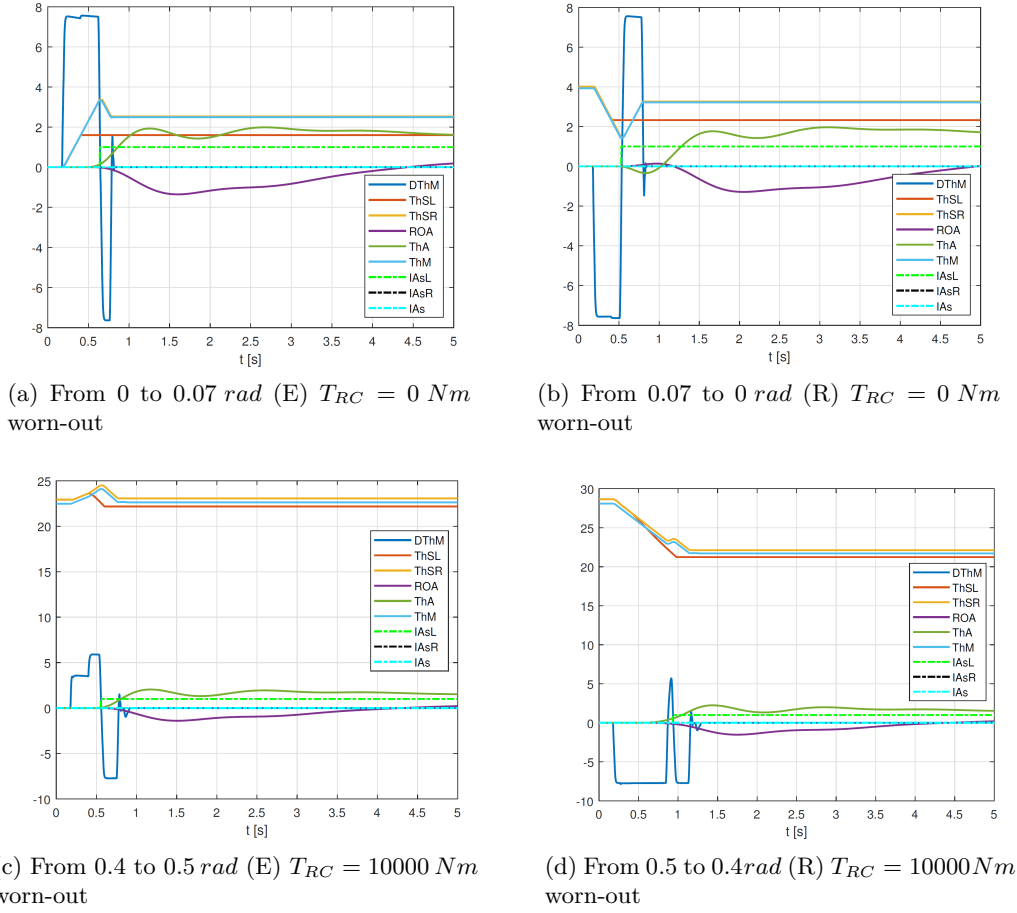 8
6
4
2
0
-2
-4
-6
-8
0 0.5 1 1.5 2 2.5 3 3.5 4 4.5 5
t [s]
DThM
ThSL
ThSR
ROA
ThA
ThM
IAsL
IAsR
IAs
(a) From 0 to 0.07 rad (E) T_RC = 0 Nm
worn-out
8
6
4
2
0
-2
-4
-6
-8
0 0.5 1 1.5 2 2.5 3 3.5 4 4.5 5
t [s]
DThM
ThSL
ThSR
ROA
ThA
ThM
IAsL
IAsR
IAs
(b) From 0.07 to 0 rad (R) T_RC = 0 Nm
worn-out
25
20
15
10
5
0
-5
-10
0 0.5 1 1.5 2 2.5 3 3.5 4 4.5 5
t [s]
DThM
ThSL
ThSR
ROA
ThA
ThM
IAsL
IAsR
IAs
c) From 0.4 to 0.5 rad (E) T_RC = 10000 Nm
worn-out
30
25
20
15
10
5
0
-5
-10
0 0.5 1 1.5 2 2.5 3 3.5 4 4.5 5
t [s]
DThM
ThSL
ThSR
ROA
ThA
ThM
IAsL
IAsR
IAs
(d) From 0.5 to 0.4rad (R) T_RC = 10000Nm
worn-out